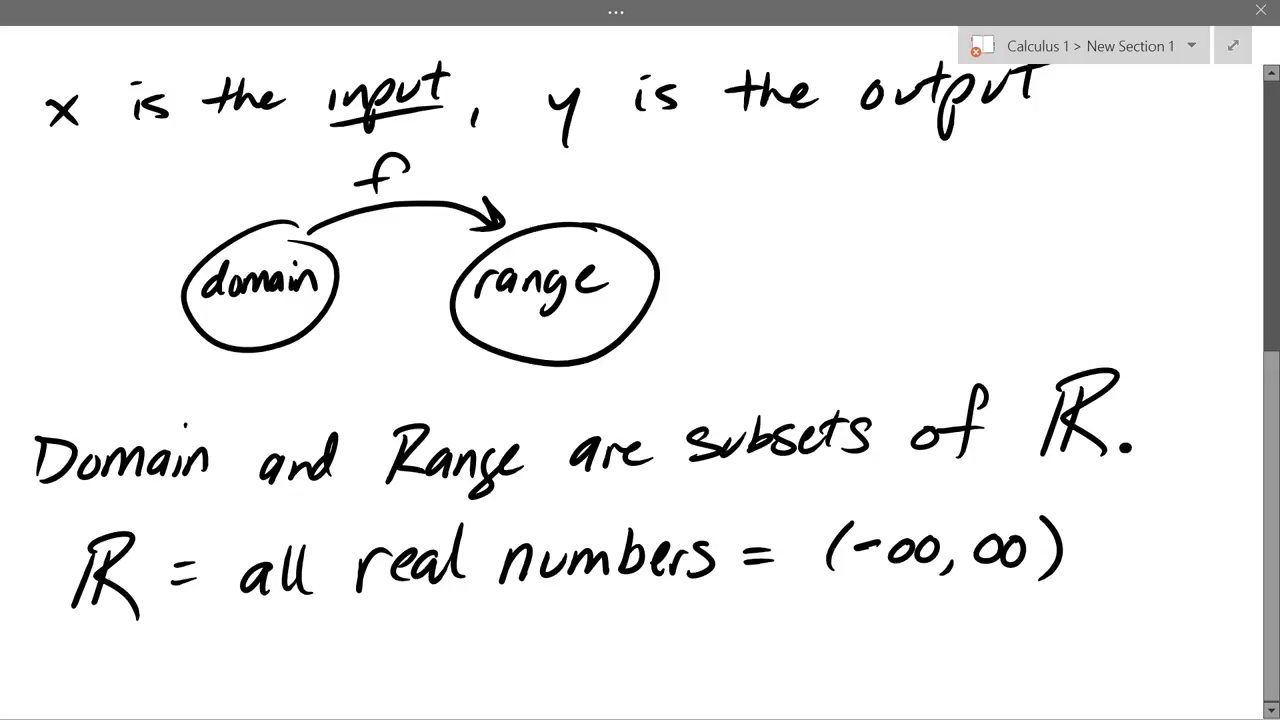 ...
Calculus 1 > New Section 1
x is the input, y is the output
f
domain range
Domain and Range are subsets of ℝ.
ℝ = all real numbers = (-∞, ∞)